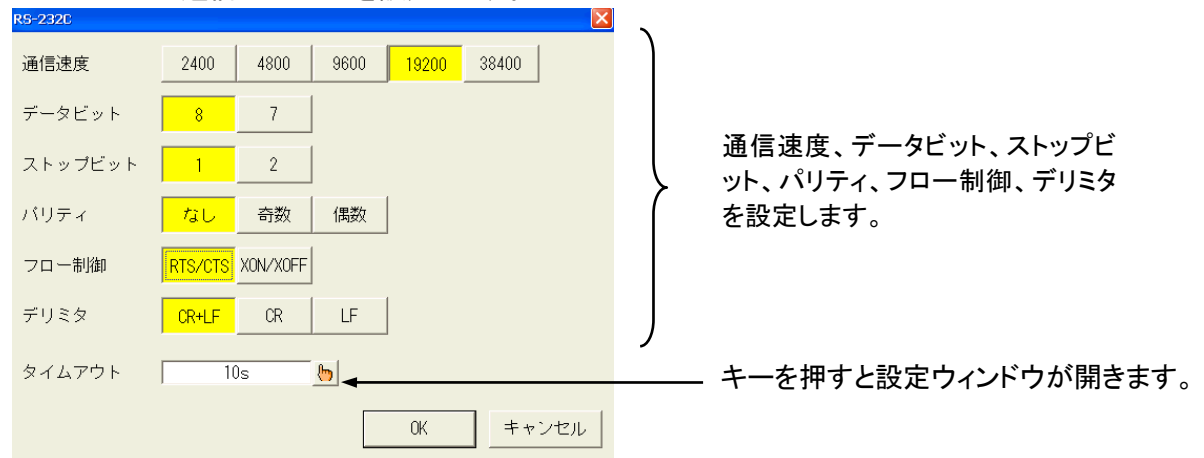 RS-232C
通信速度 2400 4800 9600 19200 38400
データビット 8 7
ストップビット 1 2
パリティ なし 奇数 偶数
フロー制御 RTS/CTS XON/XOFF
デリミタ CR+LF CR LF
タイムアウト 10s
OK キャンセル
通信速度、データビット、ストップビ
ット、パリティ、フロー制御、デリミタ
を設定します。
キーを押すと設定ウィンドウが開きます。